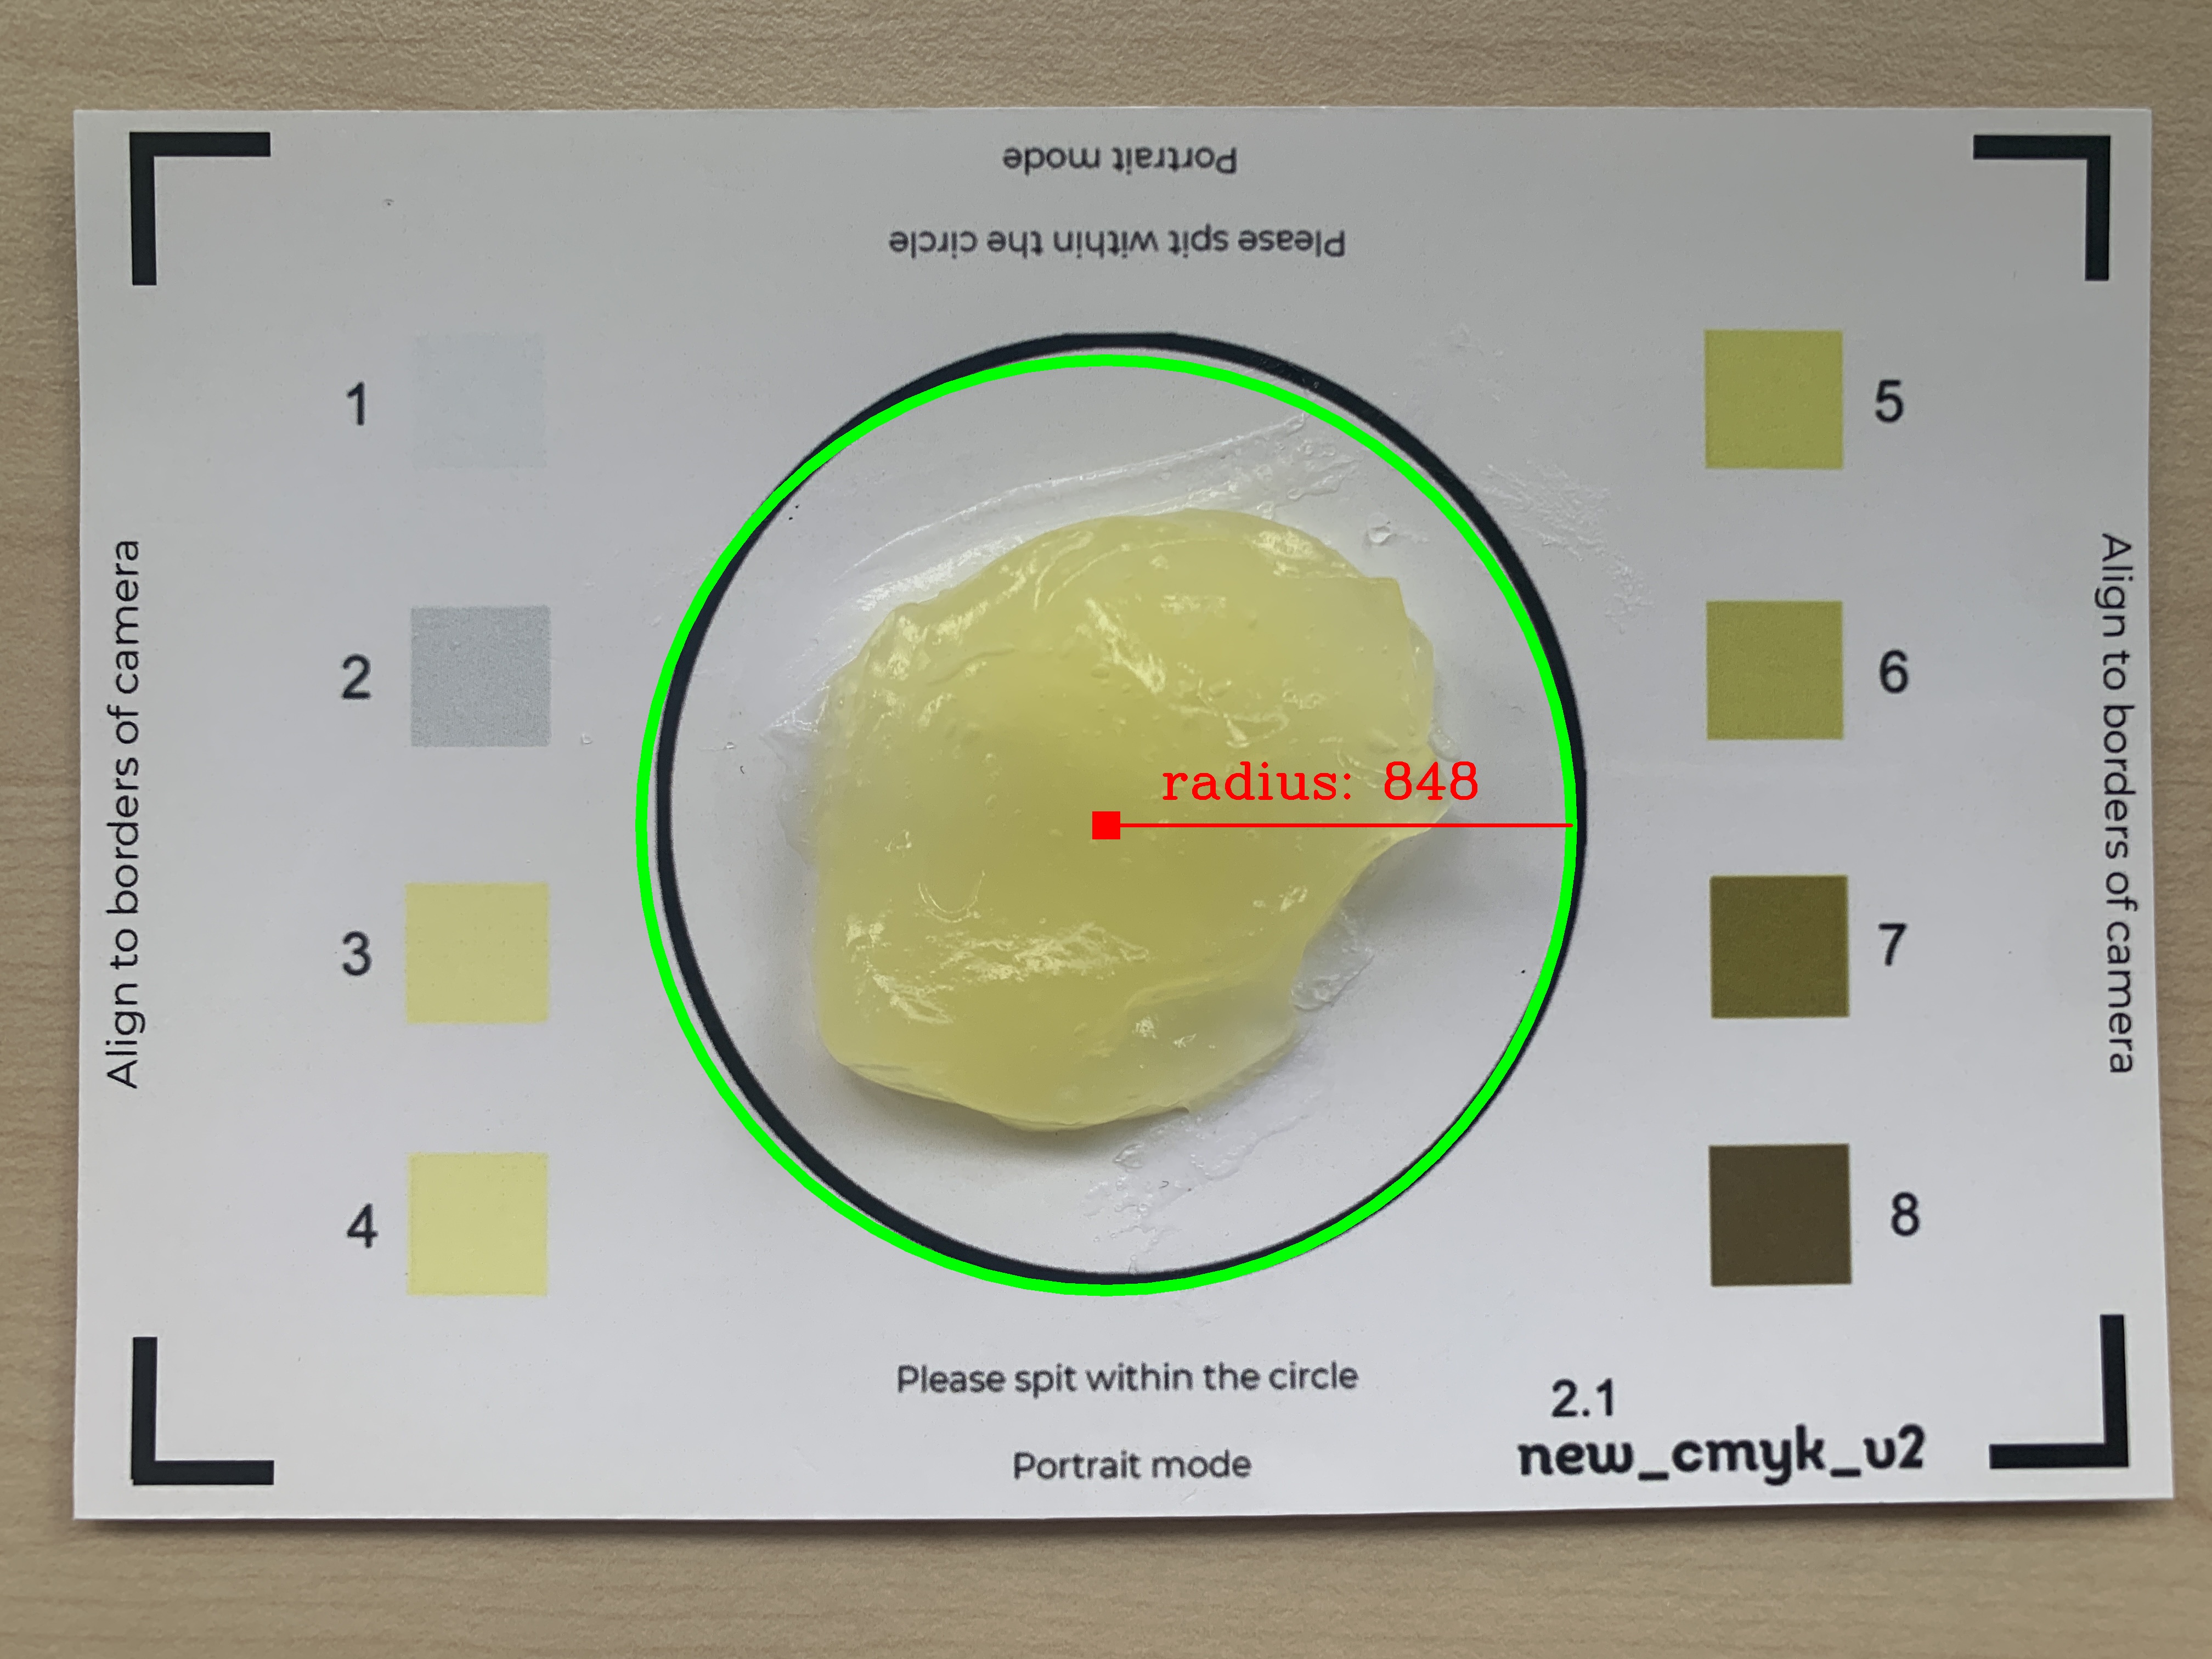 Portrait mode
Please spit within the circle
1
2
3
4
Align to borders of camera
radius: 848
5
6
7
8
Align to borders of camera
Please spit within the circle
Portrait mode
2.1
new_cmyk_v2